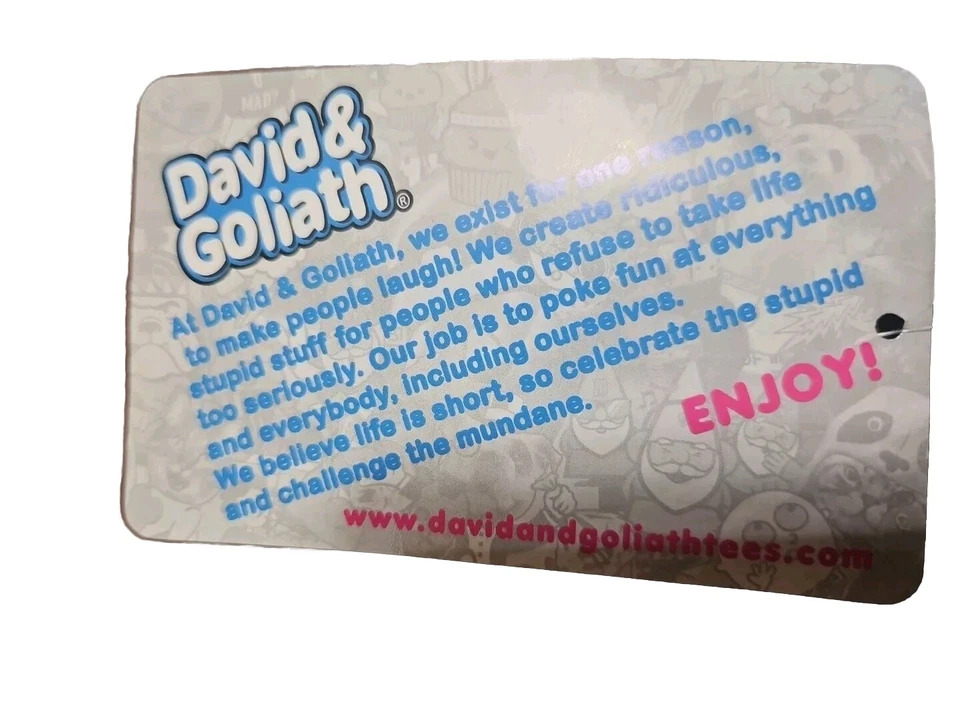 David &
Goliath®
At David & Goliath, we exist for one reason,
to make people laugh! We create ridiculous,
stupid stuff for people who refuse to take life
too seriously. Our job is to poke fun at everything
and everybody, including ourselves.
We believe life is short, so celebrate the stupid
and challenge the mundane.
ENJOY!
www.davidandgoliathtees.com